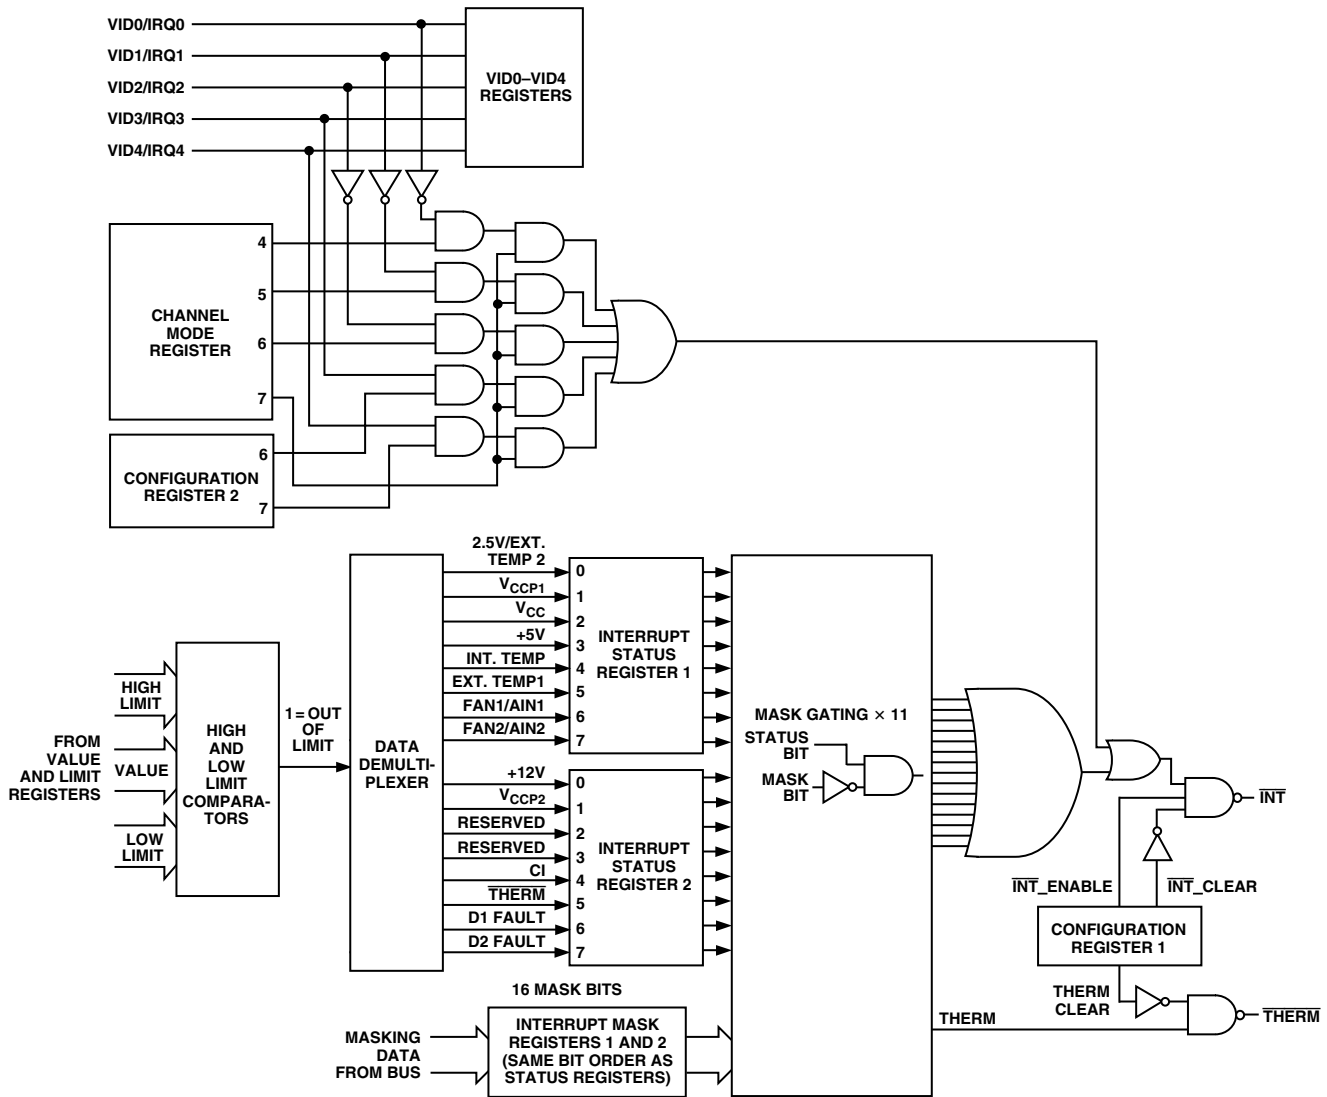 VID0/IRQ0
VID1/IRQ1
VID2/IRQ2
VID3/IRQ3
VID4/IRQ4
VID0–VID4
REGISTERS
CHANNEL
MODE
REGISTER
4
5
6
7
CONFIGURATION
REGISTER 2
6
7
FROM
VALUE
AND LIMIT
REGISTERS
HIGH
LIMIT
VALUE
LOW
LIMIT
HIGH
AND
LOW
LIMIT
COMPARA-
TORS
1 = OUT
OF
LIMIT
DATA
DEMULTI-
PLEXER
2.5V/EXT.
TEMP 2
VCCP1
VCC
+5V
INT. TEMP
EXT. TEMP1
FAN1/AIN1
FAN2/AIN2
0
1
2
3
4
5
6
7
INTERRUPT
STATUS
REGISTER 1
+12V
VCCP2
RESERVED
RESERVED
CI
THERM
D1 FAULT
D2 FAULT
0
1
2
3
4
5
6
7
INTERRUPT
STATUS
REGISTER 2
16 MASK BITS
MASKING
DATA
FROM BUS
INTERRUPT MASK
REGISTERS 1 AND 2
(SAME BIT ORDER AS
STATUS REGISTERS)
MASK GATING × 11
STATUS
BIT
MASK
BIT
INT
INT_ENABLE
INT_CLEAR
CONFIGURATION
REGISTER 1
THERM
CLEAR
THERM
THERM